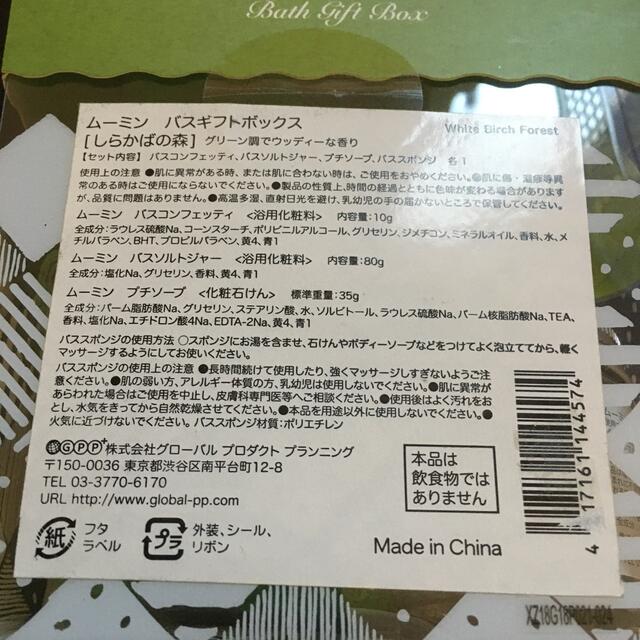 Bath Gift Box
ムーミン バスギフトボックス
[しらかばの森] グリーン調でウッディーな香り
White Birch Forest
【セット内容】 バスコンフェッティ、バスソルトジャー、プチソープ、バススポンジ 各1
使用上の注意 ●肌に異常がある時、または肌に合わない時は、ご使用をおやめください。●肌に傷・湿疹等異
常のある時はご使用にならないでください。●製品の性質上、時間の経過とともに色味が変わる場合がありますが、
品質に問題はありません。●高温多湿、直射日光を避け、乳幼児の手の届かないところで保管してください。
ムーミン バスコンフェッティ <浴用化粧料> 内容量:10g
全成分:ラウレス硫酸Na、コーンスターチ、ポリビニルアルコール、グリセリン、ジメチコン、ミネラルオイル、香料、水、メ
チルパラベン、BHT、プロピルパラベン、黄4、青1
ムーミン バスソルトジャー <浴用化粧料> 内容量:80g
全成分:塩化Na、グリセリン、香料、黄4、青1
ムーミン プチソープ <化粧石けん> 標準重量:35g
全成分:パーム脂肪酸Na、グリセリン、ステアリン酸、水、ソルビトール、ラウレス硫酸Na、パーム核脂肪酸Na、TEA、
香料、塩化Na、エチドロン酸4Na、EDTA-2Na、黄4、青1
バススポンジの使用方法 ○スポンジにお湯を含ませ、石けんやボディーソープなどをつけてよく泡立ててから、軽く
マッサージするようにしてお使いください。
バススポンジの使用上の注意 ●長時間続けて使用したり、強くマッサージしすぎないようご注
意ください。●肌の弱い方、アレルギー体質の方、乳幼児は使用しないでください。●肌に異常が
あらわれた場合はご使用を中止し、皮膚科専門医等へご相談ください。●使用後はよく汚れをお
とし、水気をきってから自然乾燥させてください。●本品を用途以外に使用しないでください。●
火気に近づけないでください。 バススポンジ材質:ポリエチレン
GPP+ 株式会社グローバル プロダクト プランニング
〒150-0036 東京都渋谷区南平台町12-8
TEL 03-3770-6170
URL http://www.global-pp.com
本品は
飲食物では
ありません
紙 フタ
ラベル
プラ 外装、シール、
リボン
Made in China
4 17161 144574
XZ18G18P021-024